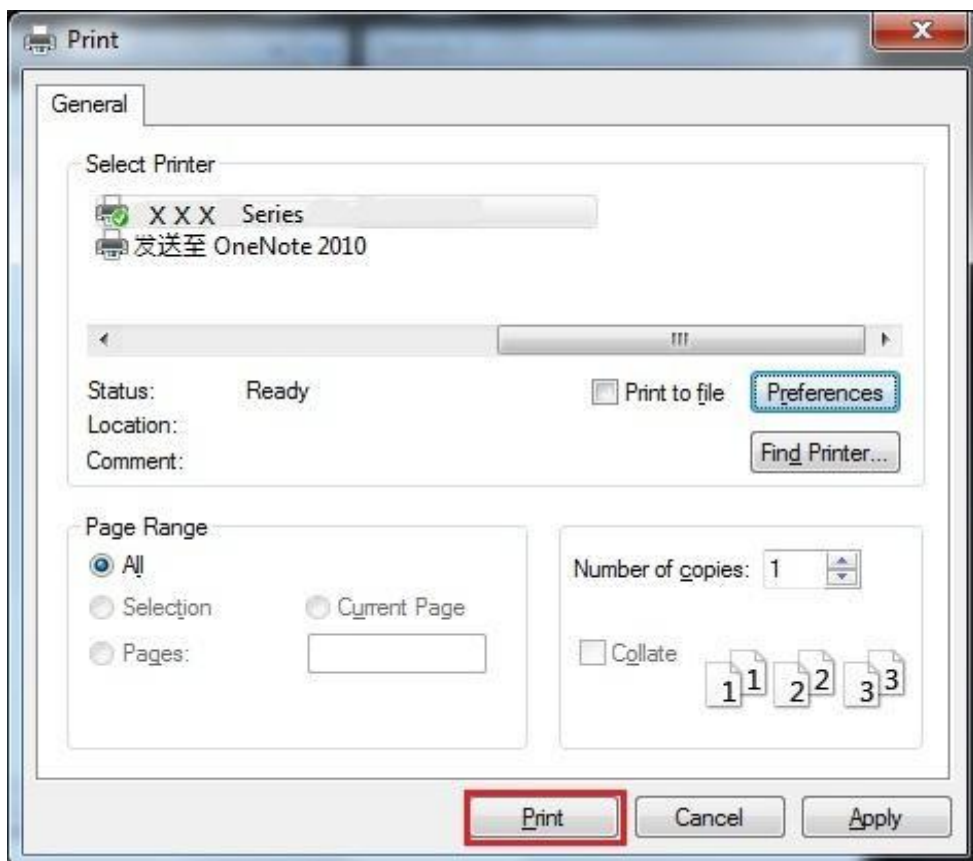 Print
General
Select Printer
X X X Series
发送至 OneNote 2010
Status: Ready
Print to file
Preferences
Location:
Comment:
Find Printer...
Page Range
All
Number of copies: 1
Selection
Current Page
Pages:
Collate
1 1 2 2 3 3
Print Cancel Apply